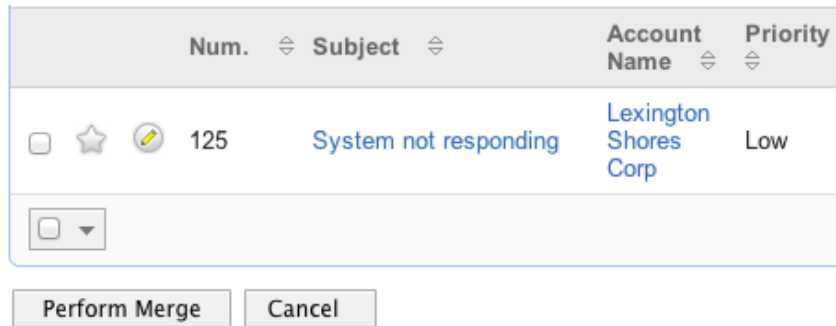 Num. Subject Account Name Priority
125 System not responding Lexington Shores Corp Low
Perform Merge Cancel